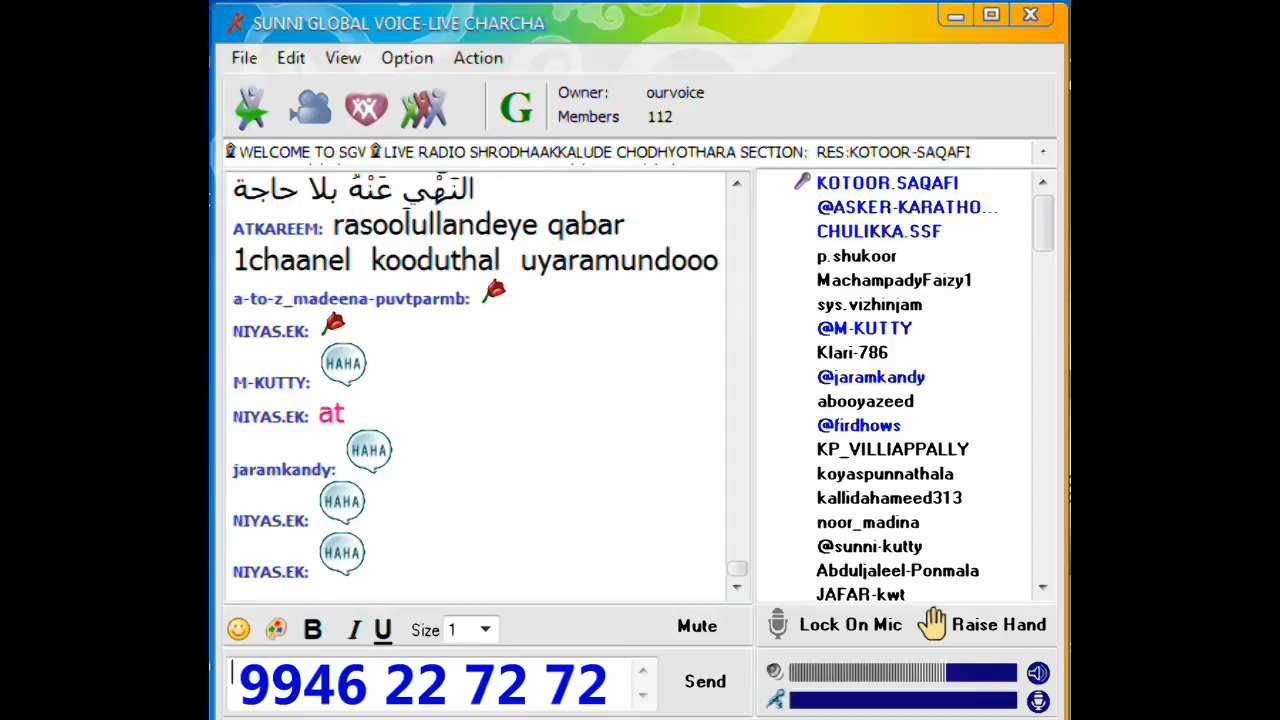 SUNNI GLOBAL VOICE-LIVE CHARCHA
File Edit View Option Action
G
Owner: ourvoice
Members 112
WELCOME TO SGV LIVE RADIO SHRODHAAKKALUDE CHODHYOTHARA SECTION: RES:KOTOOR-SAQAFI
النَهْيِ عَنْهُ بلا حاجة
ATKAREEM: rasoolullandeye qabar
1chaanel kooduthal uyaramundooo
a-to-z_madeena-puvtparmb:
NIYAS.EK:
HAHA
M-KUTTY:
NIYAS.EK: at
HAHA
jaramkandy:
HAHA
NIYAS.EK:
HAHA
NIYAS.EK:
KOTOOR.SAQAFI
@ASKER-KARATHO...
CHULIKKA.SSF
p.shukoor
MachampadyFaizy1
sys.vizhinjam
@M-KUTTY
Klari-786
@jaramkandy
abooyazeed
@firdhows
KP_VILLIAPPALLY
koyaspunnathala
kallidahameed313
noor_madina
@sunni-kutty
Abduljaleel-Ponmala
JAFAR-kwt
B I U Size 1 Mute
Lock On Mic Raise Hand
9946 22 72 72
Send